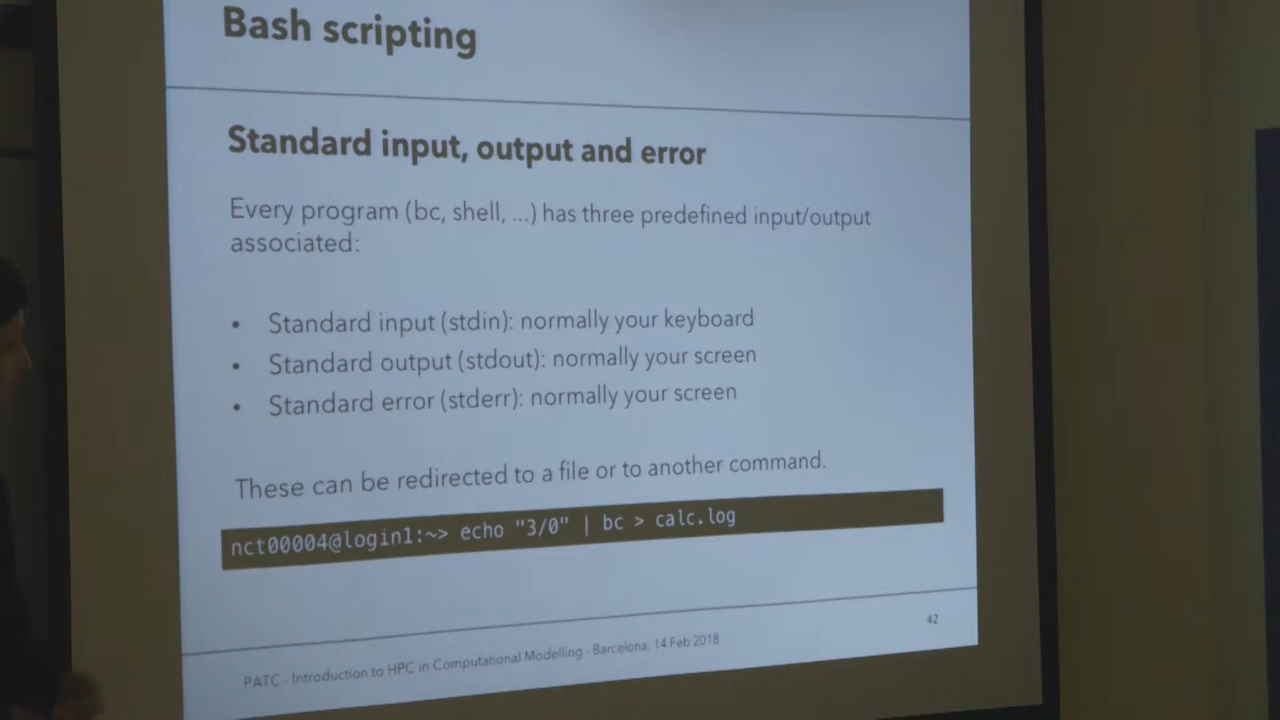 Bash scripting
Standard input, output and error
Every program (bc, shell, ...) has three predefined input/output
associated:
• Standard input (stdin): normally your keyboard
• Standard output (stdout): normally your screen
• Standard error (stderr): normally your screen
These can be redirected to a file or to another command.
nct00004@login1:~> echo "3/0" | bc > calc.log
42
PATC · Introduction to HPC in Computational Modelling · Barcelona, 14 Feb 2018